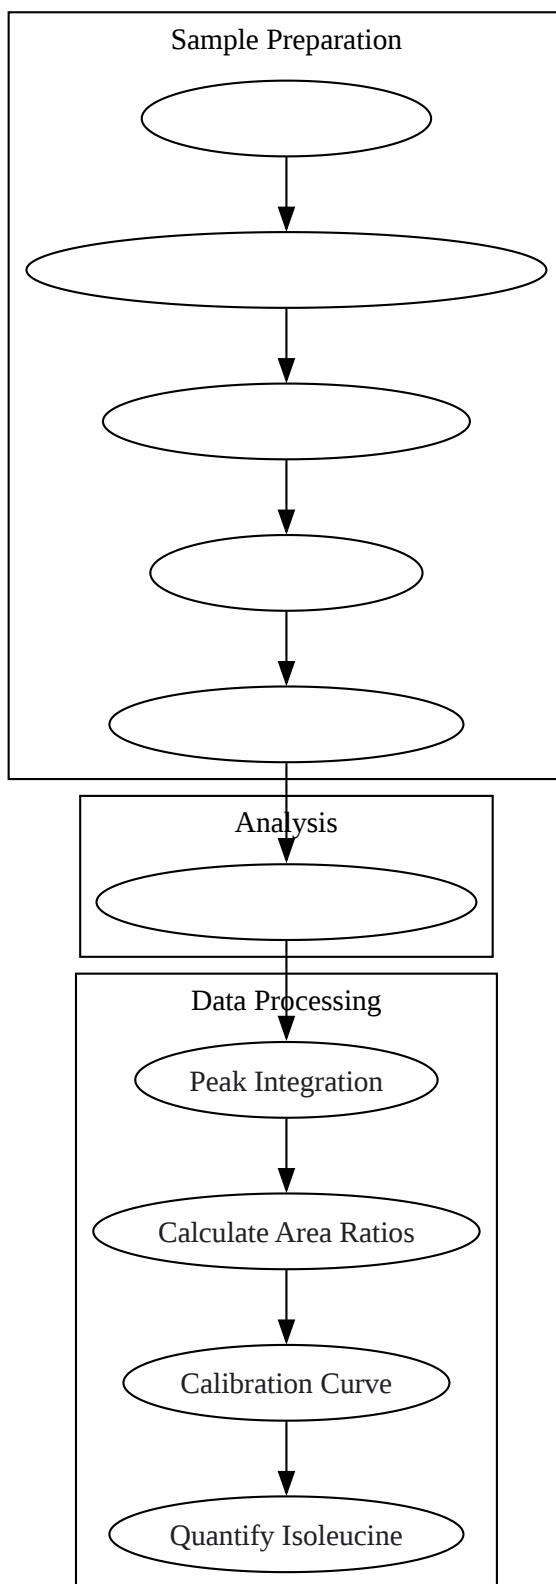 Sample Preparation
Analysis
Data Processing
Peak Integration
Calculate Area Ratios
Calibration Curve
Quantify Isoleucine